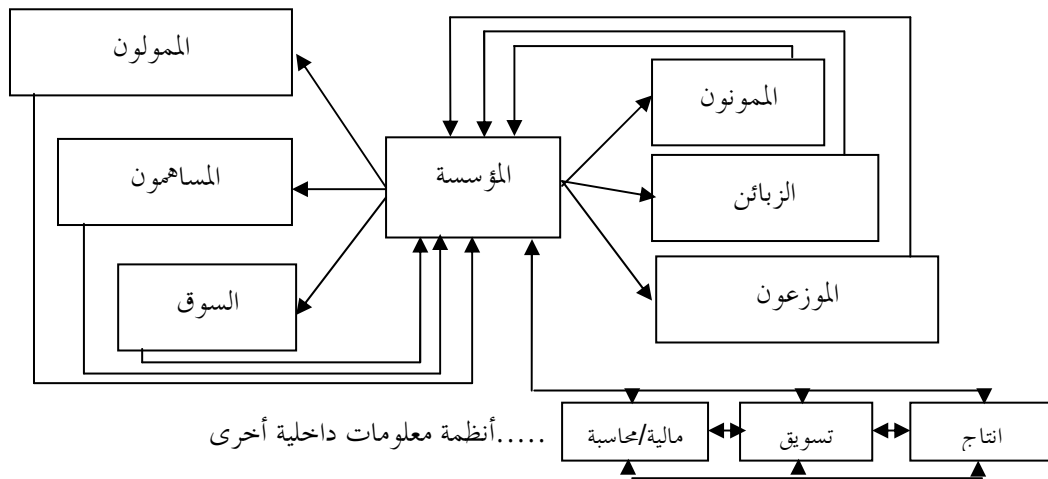 الممولون
الممونون
المؤسسة
المساهمون
الزبائن
السوق
الموزعون
انتاج
تسويق
مالية/محاسبة
.....أنظمة معلومات داخلية أخرى